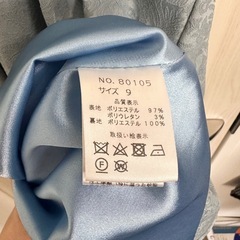 NO. B0105
サイズ 9
品質表示
表地 ポリエステル 97%
ポリウレタン 3%
裏地 ポリエステル 100%
取扱い絵表示